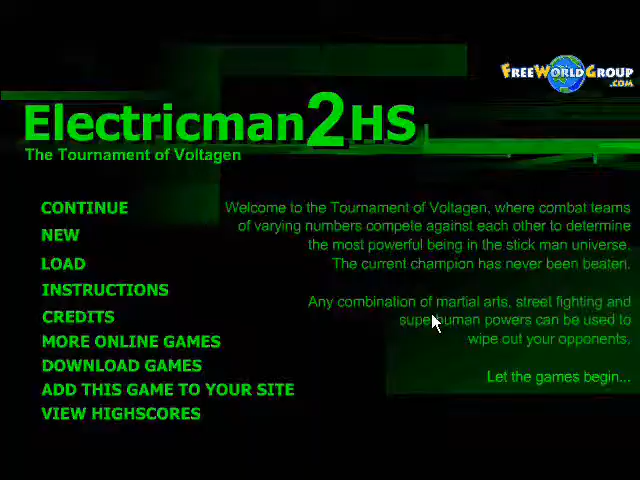 FREEWORLDGROUP
.COM
Electricman2HS
The Tournament of Voltagen
CONTINUE
NEW
LOAD
INSTRUCTIONS
CREDITS
MORE ONLINE GAMES
DOWNLOAD GAMES
ADD THIS GAME TO YOUR SITE
VIEW HIGHSCORES
Welcome to the Tournament of Voltagen, where combat teams
of varying numbers compete against each other to determine
the most powerful being in the stick man universe.
The current champion has never been beaten.
Any combination of martial arts, street fighting and
superhuman powers can be used to
wipe out your opponents.
Let the games begin...